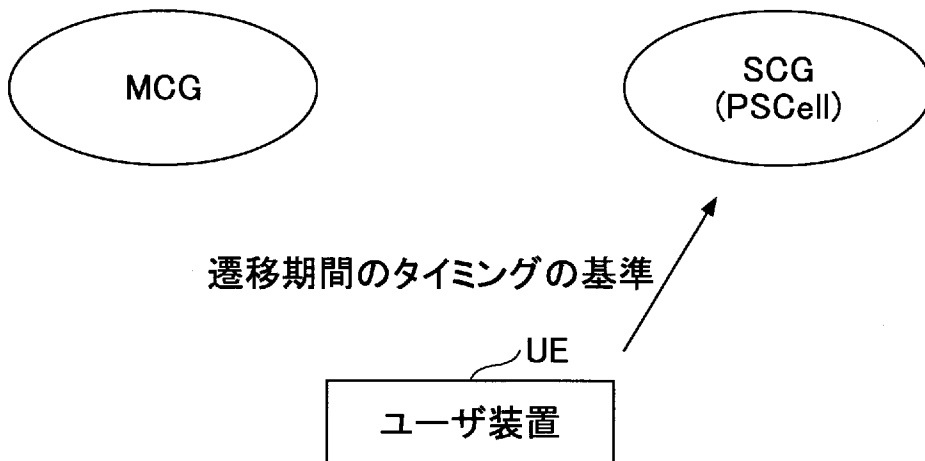 MCG
SCG
(PSCell)
遷移期間のタイミングの基準
UE
ユーザ装置